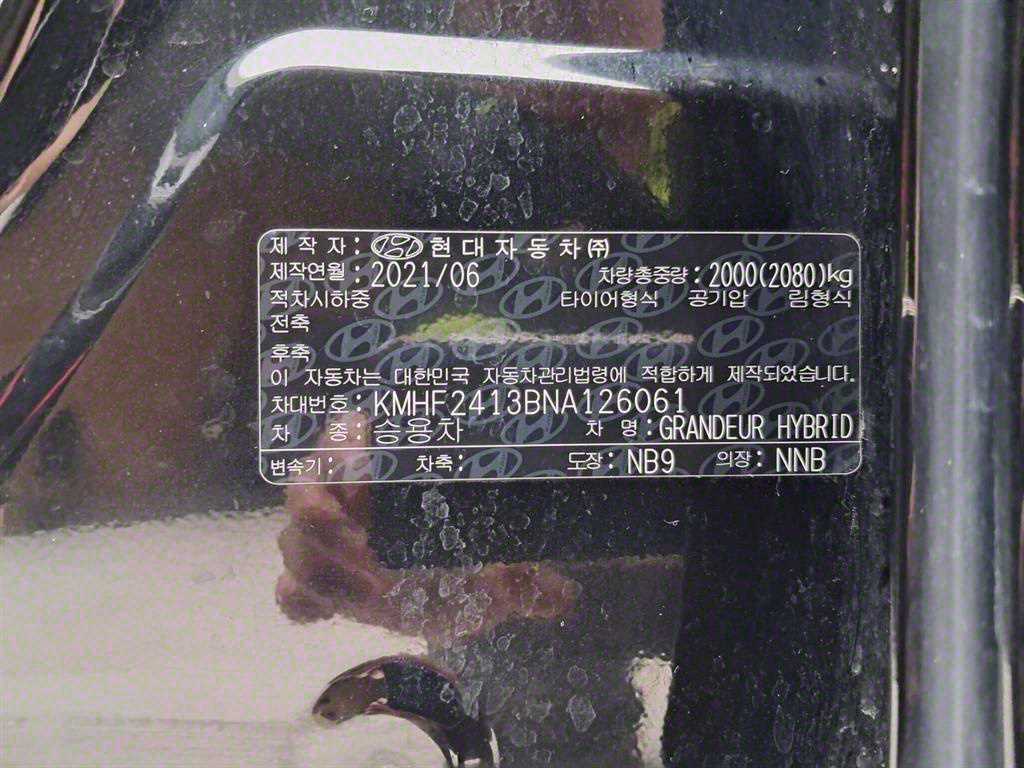 제 작 자 : 현 대 자 동 차 ㈜
제작연월 : 2021/06 차량총중량 : 2000(2080)kg
적차시하중 타이어형식 공기압 림형식
전축
후축
이 자동차는 대한민국 자동차관리법령에 적합하게 제작되었습니다.
차대번호 : KMHF2413BNA126061
차 종 : 승용차 차 명 : GRANDEUR HYBRID
변속기 : 차축 : 도장 : NB9 의장 : NNB